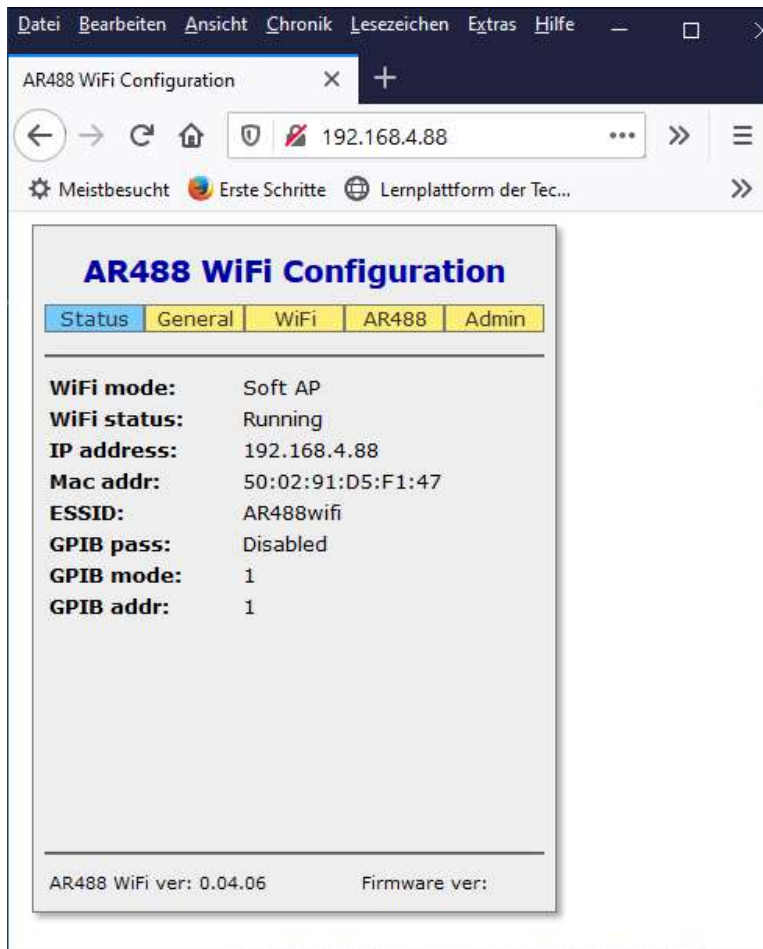 Datei Bearbeiten Ansicht Chronik Lesezeichen Extras Hilfe
AR488 WiFi Configuration
192.168.4.88
Meistbesucht Erste Schritte Lernplattform der Tec...
AR488 WiFi Configuration
Status General WiFi AR488 Admin
WiFi mode: Soft AP
WiFi status: Running
IP address: 192.168.4.88
Mac addr: 50:02:91:D5:F1:47
ESSID: AR488wifi
GPIB pass: Disabled
GPIB mode: 1
GPIB addr: 1
AR488 WiFi ver: 0.04.06 Firmware ver: